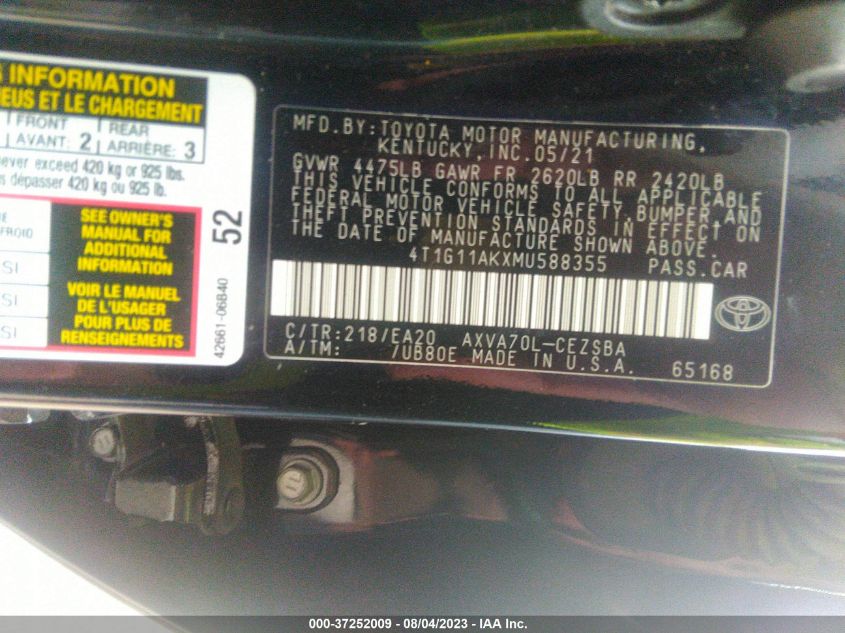 INFORMATION
ET LE CHARGEMENT
FRONT REAR
AVANT: 2 ARRIÈRE: 3
never exceed 420 kg or 925 lbs.
dépasser 420 kg ou 925 lb.
FROID
SI
SI
SEE OWNER'S
MANUAL FOR
ADDITIONAL
INFORMATION
VOIR LE MANUEL
DE L'USAGER
POUR PLUS DE
RENSEIGNEMENTS
52
42661-06B40
MFD.BY:TOYOTA MOTOR MANUFACTURING,
KENTUCKY,INC.05/21
GVWR 4475LB GAWR FR 2620LB RR 2420LB
THIS VEHICLE CONFORMS TO ALL APPLICABLE
FEDERAL MOTOR VEHICLE SAFETY,BUMPER,AND
THEFT PREVENTION STANDARDS IN EFFECT ON
THE DATE OF MANUFACTURE SHOWN ABOVE.
4T1G11AKXMU588355 PASS.CAR
C/TR:218/EA20 AXVA70L-CEZSBA
A/TM: /UB80E MADE IN U.S.A. 65168
000-37252009 - 08/04/2023 - IAA Inc.